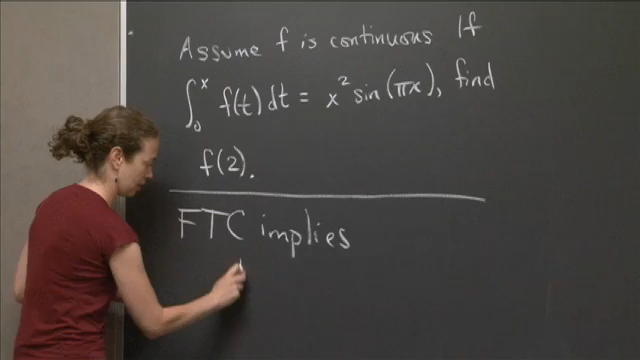 Assume f is continuous If
∫₀ˣ f(t) dt = x² sin(πx), find
f(2).
FTC implies